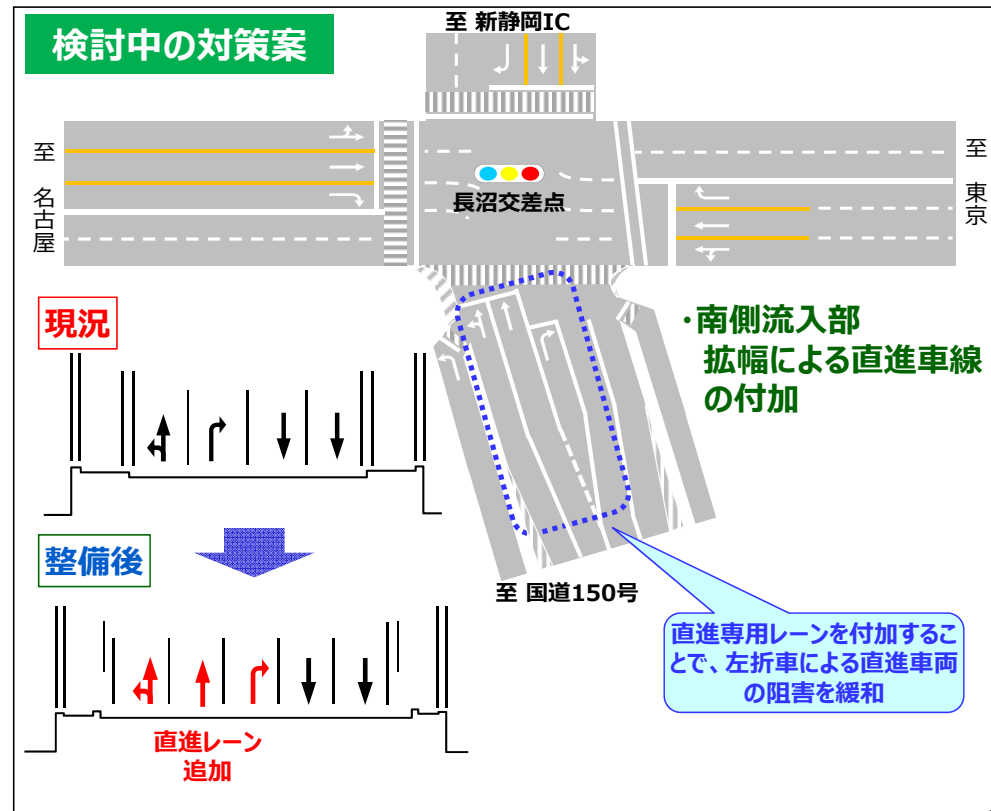 検討中の対策案
至 新静岡IC
至 名古屋
至 東京
長沼交差点
現況
・南側流入部
拡幅による直進車線
の付加
整備後
至 国道150号
直進専用レーンを付加するこ
とで、左折車による直進車両
の阻害を緩和
直進レーン
追加